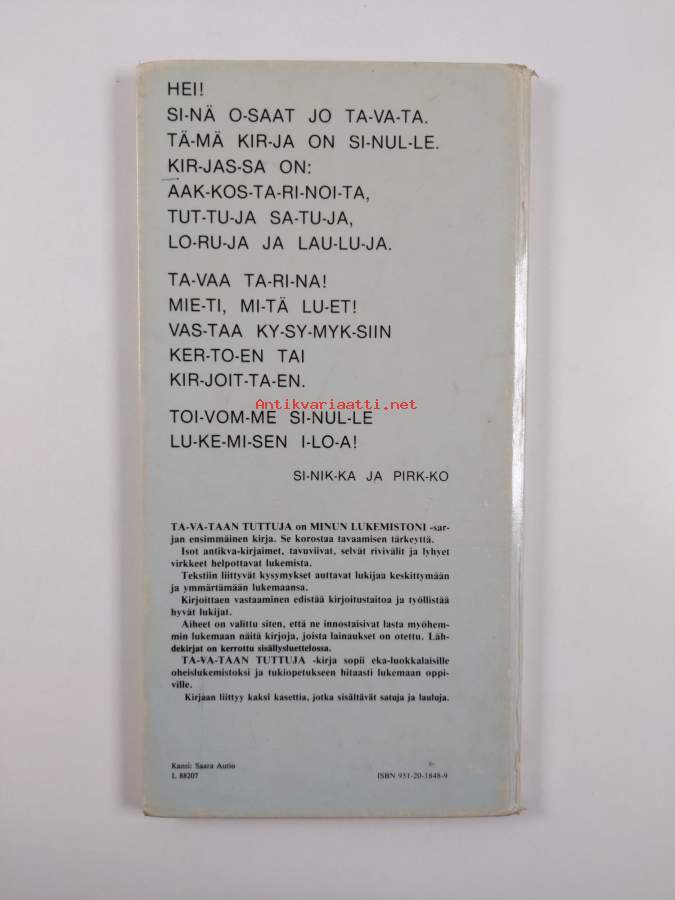 HEI!
SI-NÄ O-SAAT JO TA-VA-TA.
TÄ-MÄ KIR-JA ON SI-NUL-LE.
KIR-JAS-SA ON:
AAK-KOS-TA-RI-NOI-TA,
TUT-TU-JA SA-TU-JA,
LO-RU-JA JA LAU-LU-JA.
TA-VAA TA-RI-NA!
MIE-TI, MI-TÄ LU-ET!
VAS-TAA KY-SY-MYK-SIIN
KER-TO-EN TAI
KIR-JOIT-TA-EN.
Antikvariaatti.net
TOI-VOM-ME SI-NUL-LE
LU-KE-MI-SEN I-LO-A!
SI-NIK-KA JA PIRK-KO
TA-VA-TAAN TUTTUJA on MINUN LUKEMISTONI -sar-
jan ensimmäinen kirja. Se korostaa tavaamisen tärkeyttä.
Isot antikva-kirjaimet, tavuviivat, selvät rivivälit ja lyhyet
virkkeet helpottavat lukemista.
Tekstiin liittyvät kysymykset auttavat lukijaa keskittymään
ja ymmärtämään lukemaansa.
Kirjoittaen vastaaminen edistää kirjoitustaitoa ja työllistää
hyvät lukijat.
Aiheet on valittu siten, että ne innostaisivat lasta myöhem-
min lukemaan näitä kirjoja, joista lainaukset on otettu. Läh-
dekirjat on kerrottu sisällysluettelossa.
TA-VA-TAAN TUTTUJA -kirja sopii eka-luokkalaisille
oheislukemistoksi ja tukiopetukseen hitaasti lukemaan oppi-
ville.
Kirjaan liittyy kaksi kasettia, jotka sisältävät satuja ja lauluja.
Kansi: Saara Autio
L 88207
ISBN 951-20-1848-9